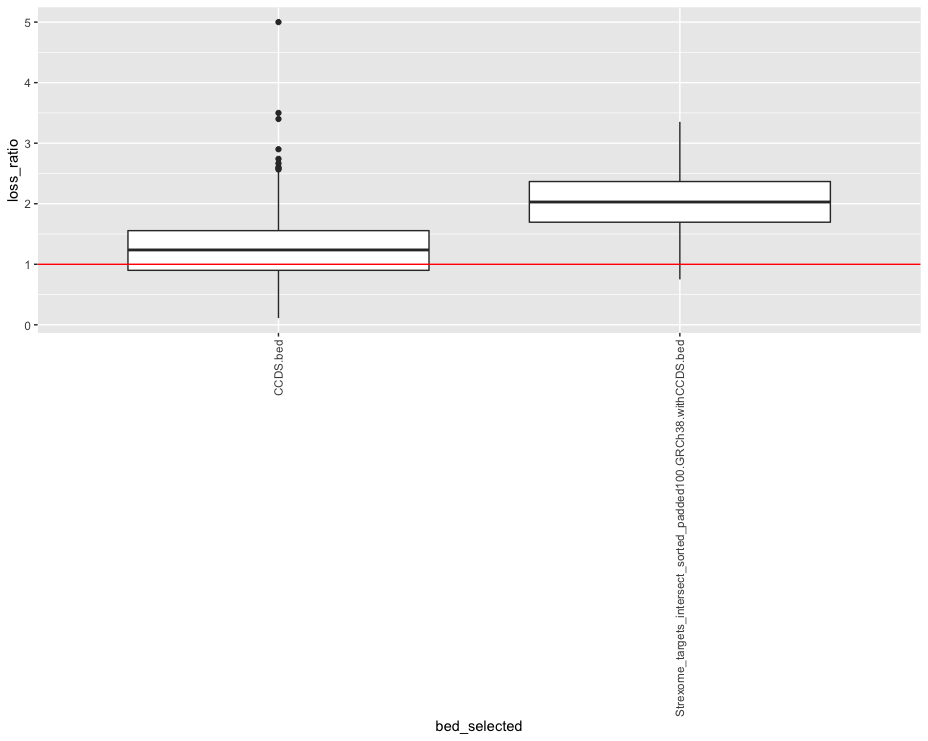 5
4
3
2
1
0
loss_ratio
CCDS.bed
Strexome_targets_intersect_sorted_padded100.GRCh38.withCCDS.bed
bed_selected